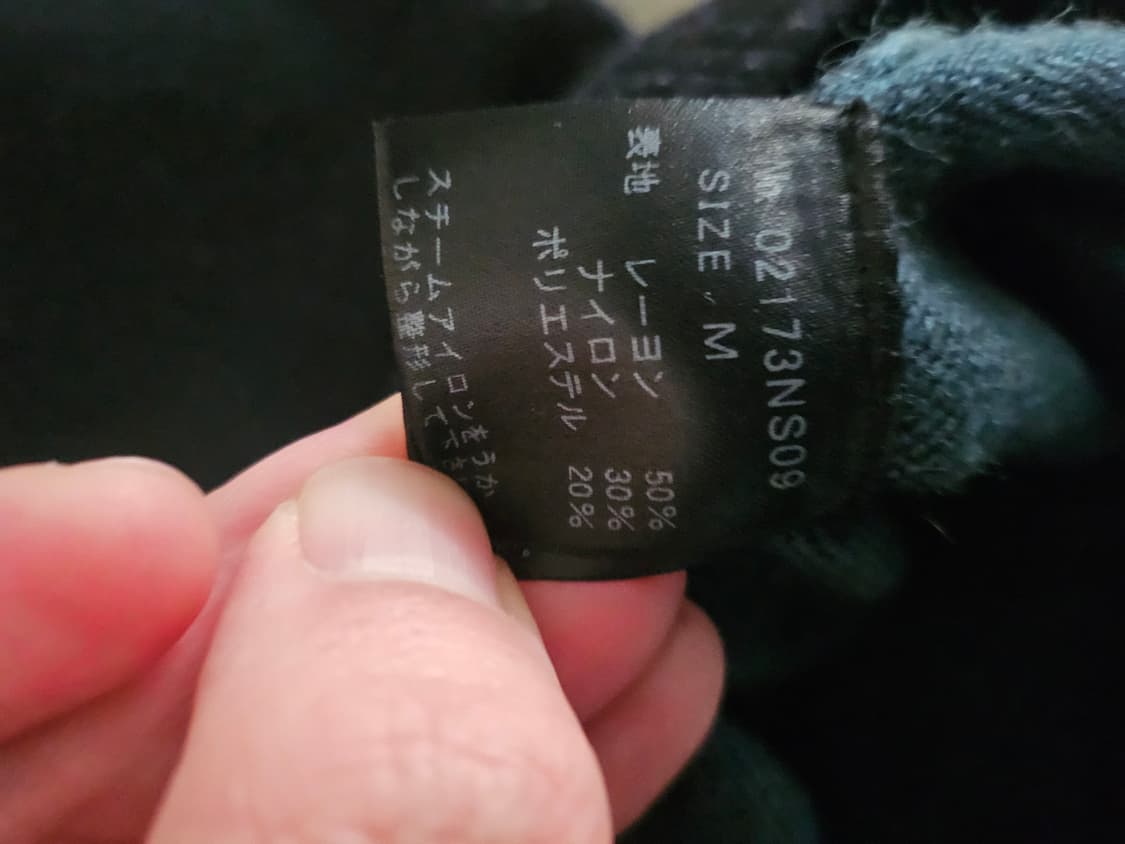 № 02173NS09
SIZE M
表地 レーヨン 50%
ナイロン 30%
ポリエステル 20%
スチームアイロンをうか
しながら整形して